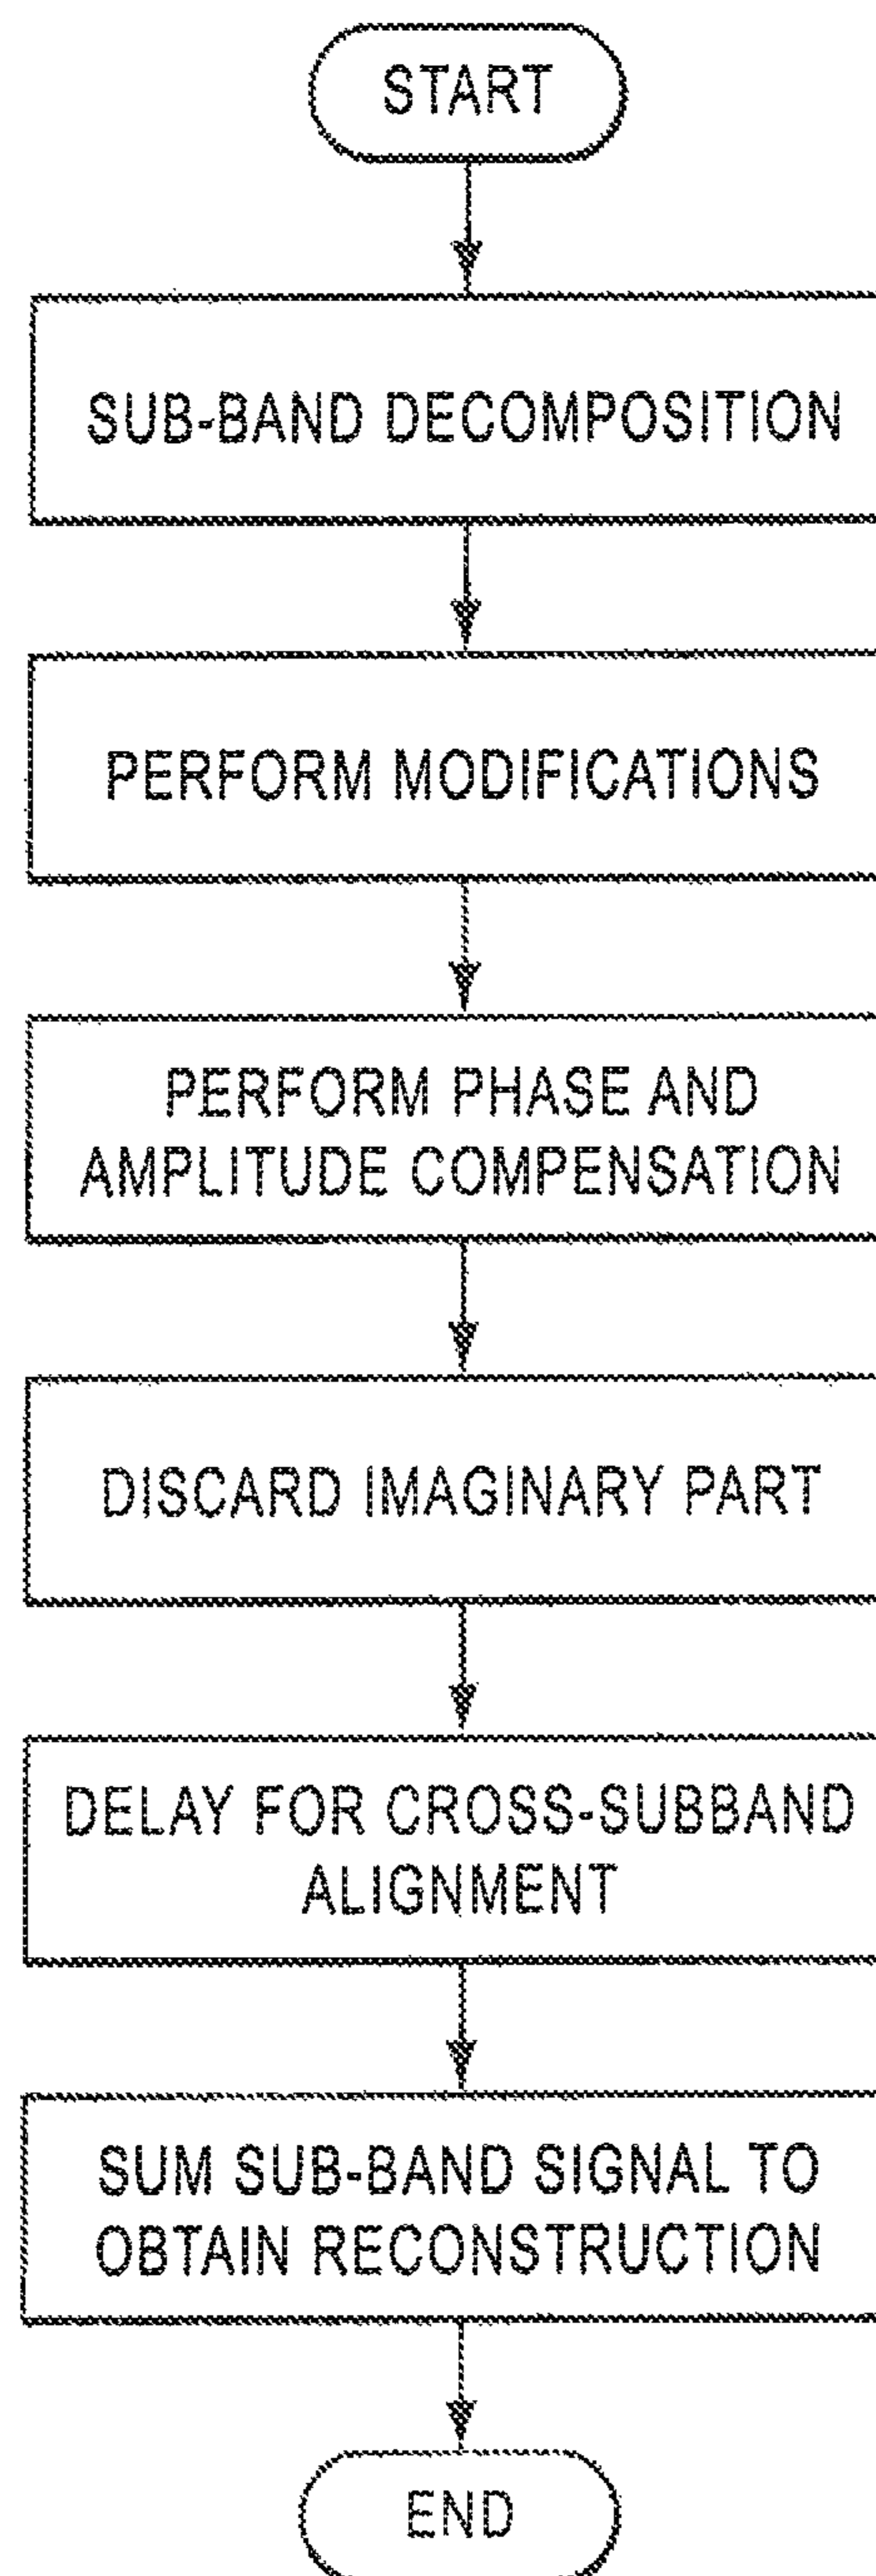 START
SUB-BAND DECOMPOSITION
PERFORM MODIFICATIONS
PERFORM PHASE AND
AMPLITUDE COMPENSATION
DISCARD IMAGINARY PART
DELAY FOR CROSS-SUBBAND
ALIGNMENT
SUM SUB-BAND SIGNAL TO
OBTAIN RECONSTRUCTION
END